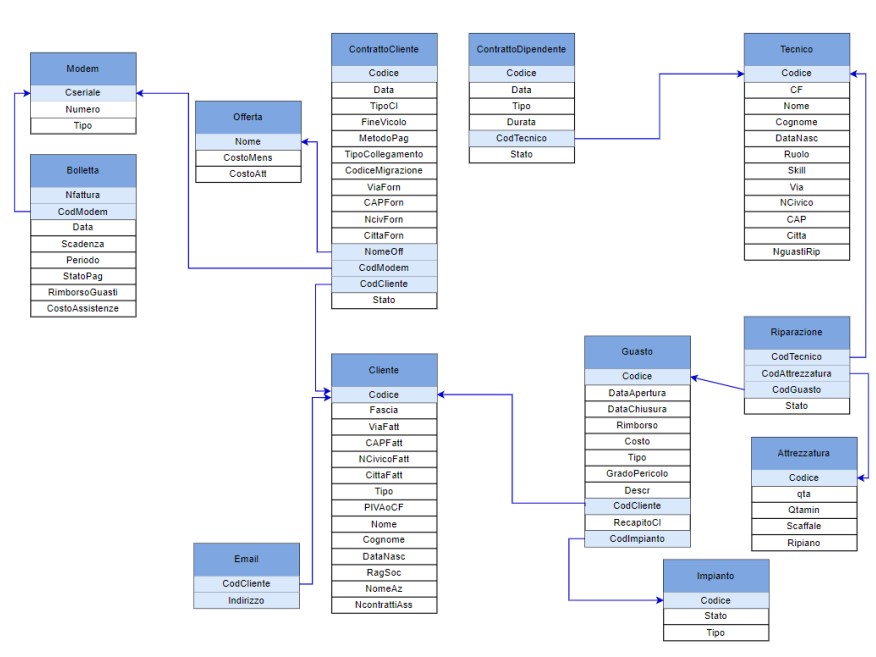 Modem
Cseriale
Numero
Tipo
Bolletta
Nfattura
CodModem
Data
Scadenza
Periodo
StatoPag
RimborsoGuasti
CostoAssistenze
Offerta
Nome
CostoMens
CostoAtt
ContrattoCliente
Codice
Data
TipoCl
FineVicolo
MetodoPag
TipoCollegamento
CodiceMigrazione
ViaForn
CAPForn
NcivForn
CittaForn
NomeOff
CodModem
CodCliente
Stato
ContrattoDipendente
Codice
Data
Tipo
Durata
CodTecnico
Stato
Tecnico
Codice
CF
Nome
Cognome
DataNasc
Ruolo
Skill
Via
NCivico
CAP
Citta
NguastiRip
Cliente
Codice
Fascia
ViaFatt
CAPFatt
NCivicoFatt
CittaFatt
Tipo
PIVAoCF
Nome
Cognome
DataNasc
RagSoc
NomeAz
NcontrattiAss
Email
CodCliente
Indirizzo
Guasto
Codice
DataApertura
DataChiusura
Rimborso
Costo
Tipo
GradoPericolo
Descr
CodCliente
RecapitoCl
CodImpianto
Riparazione
CodTecnico
CodAttrezzatura
CodGuasto
Stato
Attrezzatura
Codice
qta
Qtamin
Scaffale
Ripiano
Impianto
Codice
Stato
Tipo